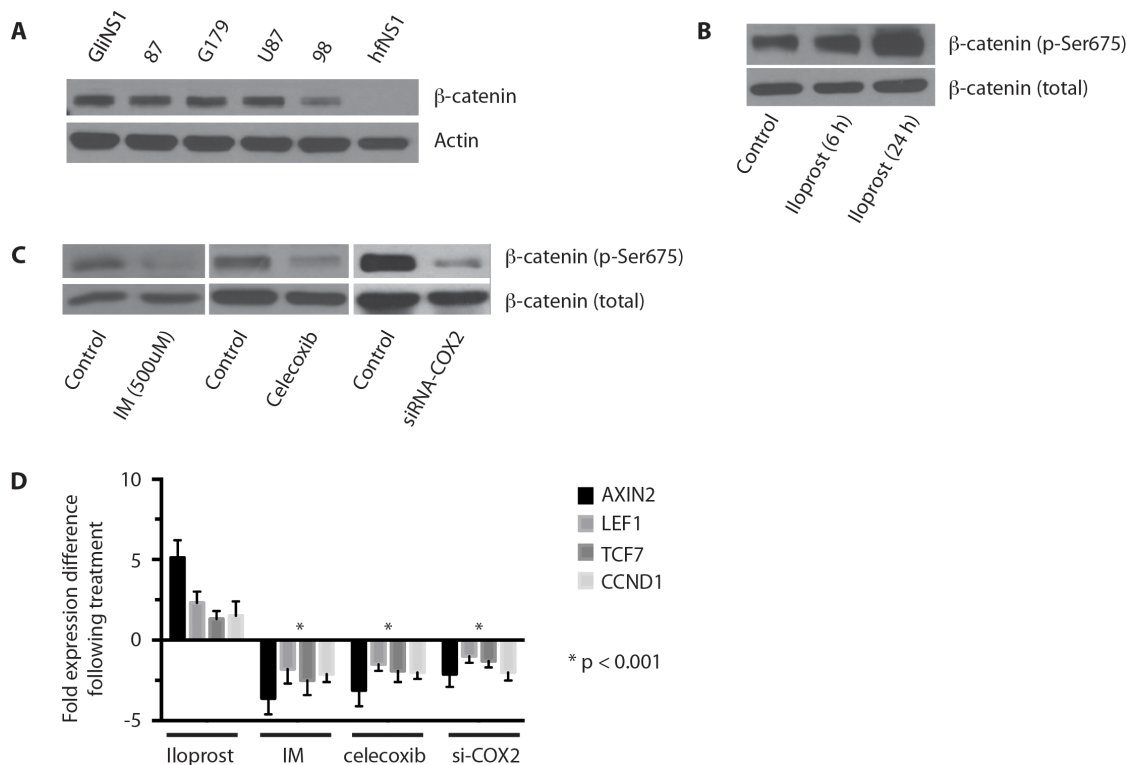 A
GliNS1
87
G179
U87
98
hfNS1
β-catenin
Actin
B
β-catenin (p-Ser675)
β-catenin (total)
Control
Iloprost (6 h)
Iloprost (24 h)
C
β-catenin (p-Ser675)
β-catenin (total)
Control
IM (500uM)
Control
Celecoxib
Control
siRNA-COX2
D
Fold expression difference
following treatment
10
5
0
-5
*
*
*
Iloprost
IM
celecoxib
si-COX2
AXIN2
LEF1
TCF7
CCND1
* p < 0.001